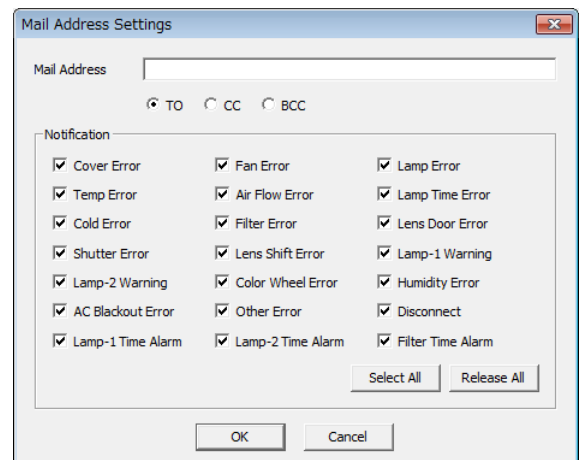 Mail Address Settings
Mail Address
TO CC BCC
Notification
Cover Error Fan Error Lamp Error
Temp Error Air Flow Error Lamp Time Error
Cold Error Filter Error Lens Door Error
Shutter Error Lens Shift Error Lamp-1 Warning
Lamp-2 Warning Color Wheel Error Humidity Error
AC Blackout Error Other Error Disconnect
Lamp-1 Time Alarm Lamp-2 Time Alarm Filter Time Alarm
Select All Release All
OK Cancel